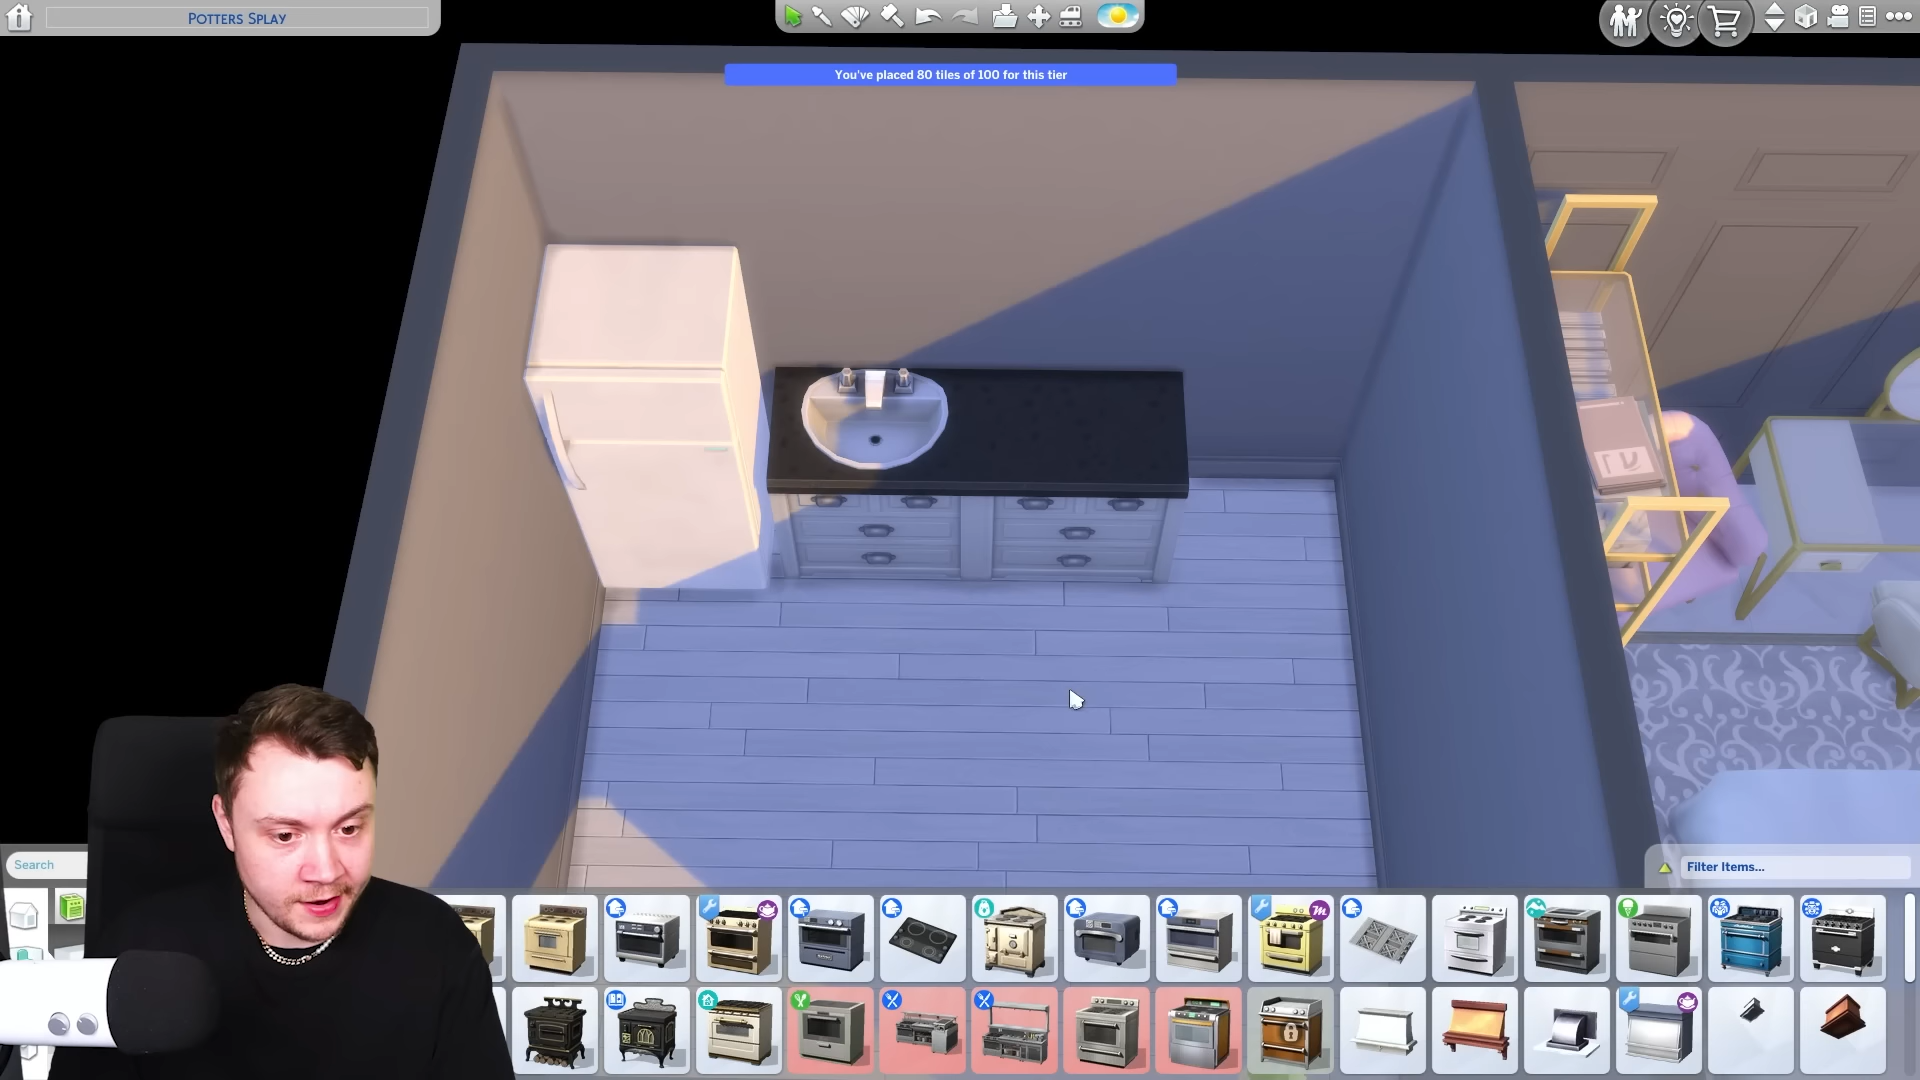 Potters Splay
You've placed 80 tiles of 100 for this tier
Search
Filter Items...